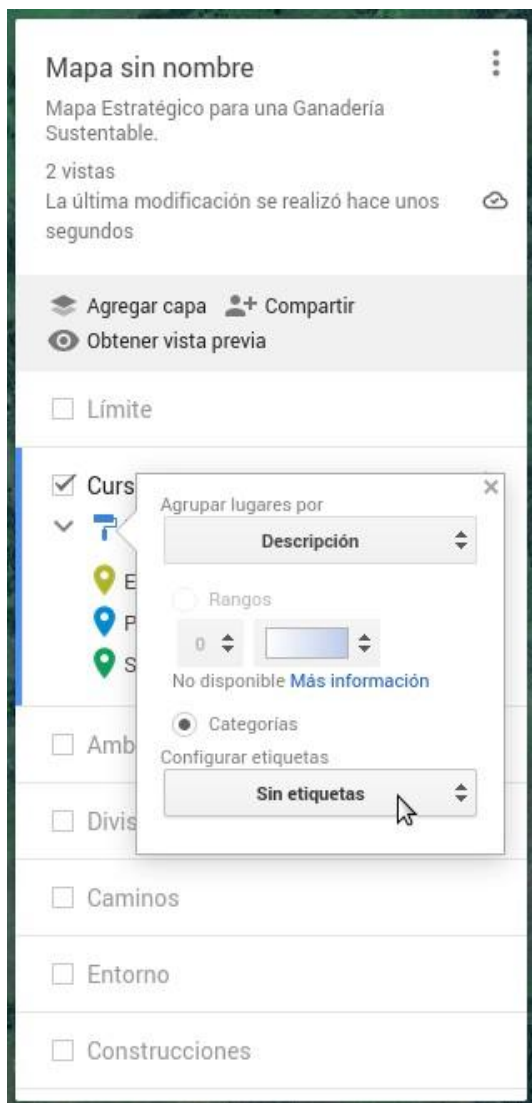 Mapa sin nombre
Mapa Estratégico para una Ganadería
Sustentable.
2 vistas
La última modificación se realizó hace unos
segundos
Agregar capa Compartir
Obtener vista previa
Límite
Curs
Agrupar lugares por
Descripción
E
Rangos
P
0
S
No disponible Más información
Categorías
Amb
Configurar etiquetas
Sin etiquetas
Divis
Caminos
Entorno
Construcciones